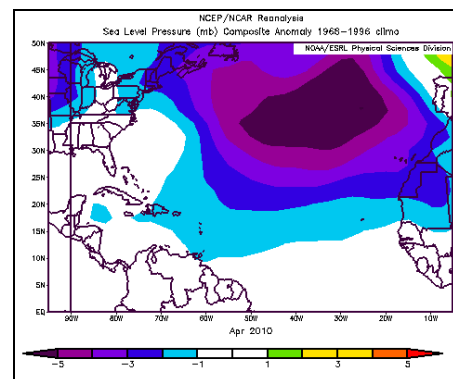 NCEP/NCAR Reanalysis
Sea Level Pressure (mb) Composite Anomaly 1968-1996 clImo
NOAA/ESRL Physical Sciences Division
50N
45N
40N
35N
30N
25N
20N
15N
10N
5N
EQ
90W 80W 70W 60W 50W 40W 30W 20W 10W
Apr 2010
-5 -3 -1 1 3 5